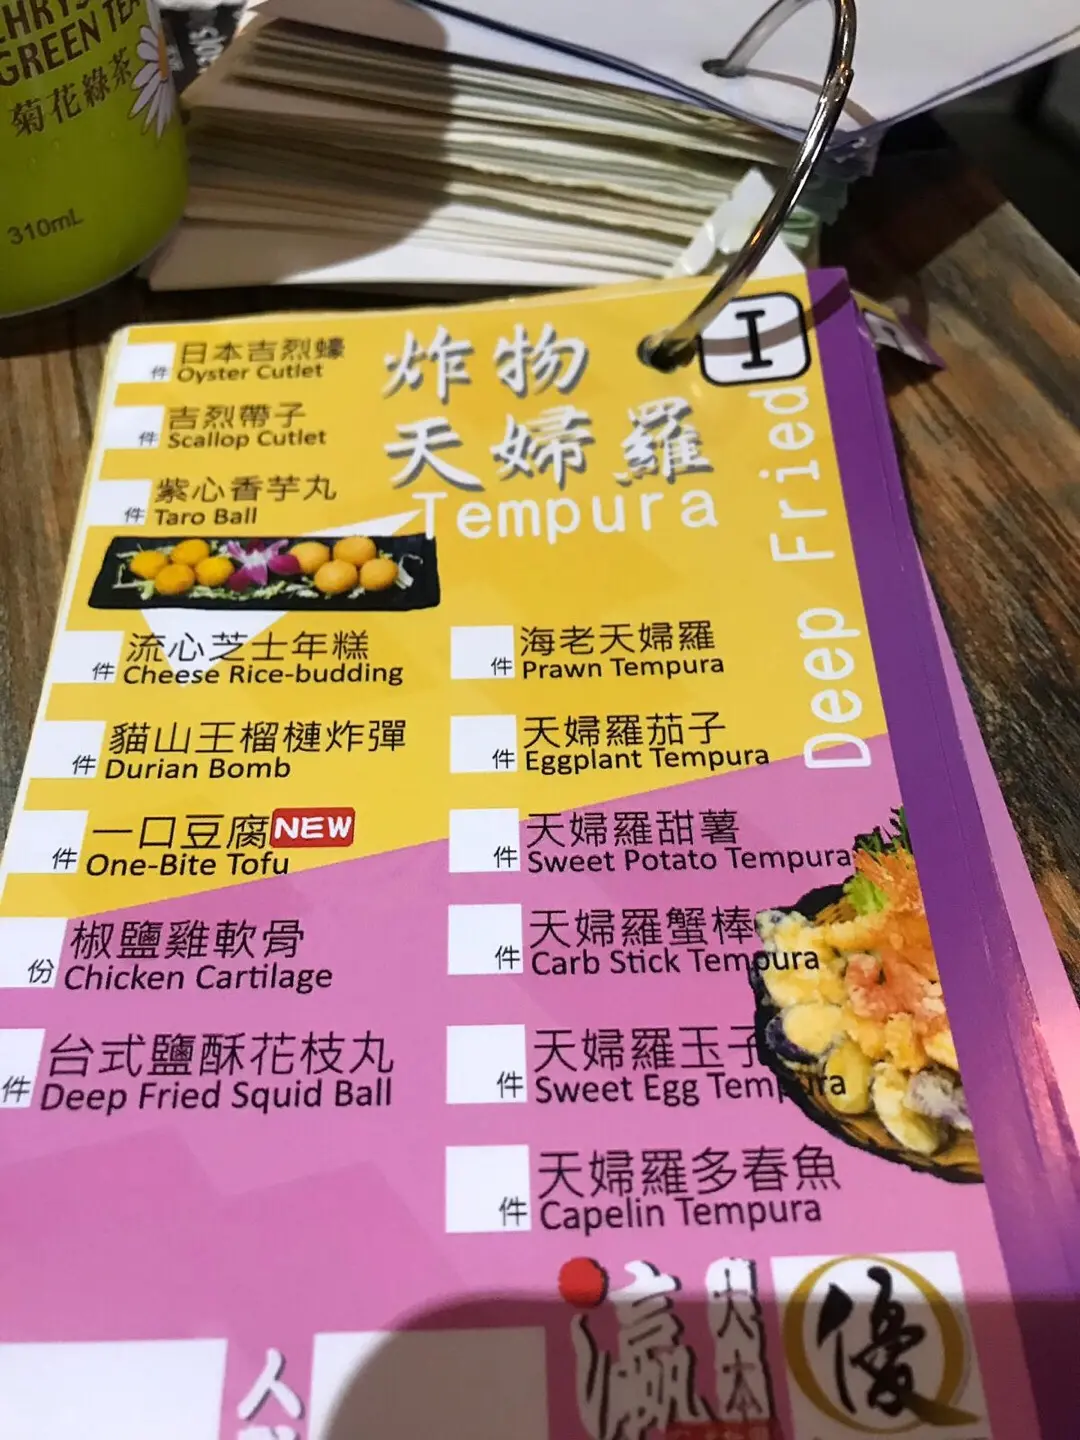 GREEN TEA
菊花綠茶
310mL
I
炸物
天婦羅
Tempura
Deep Fried
件 日本吉烈蠔
Oyster Cutlet
件 吉烈帶子
Scallop Cutlet
件 紫心香芋丸
Taro Ball
件 流心芝士年糕
Cheese Rice-budding
件 貓山王榴槤炸彈
Durian Bomb
件 一口豆腐 NEW
One-Bite Tofu
份 椒鹽雞軟骨
Chicken Cartilage
件 台式鹽酥花枝丸
Deep Fried Squid Ball
件 海老天婦羅
Prawn Tempura
件 天婦羅茄子
Eggplant Tempura
件 天婦羅甜薯
Sweet Potato Tempura
件 天婦羅蟹棒
Carb Stick Tempura
件 天婦羅玉子
Sweet Egg Tempura
件 天婦羅多春魚
Capelin Tempura
人
瀛
大本
優